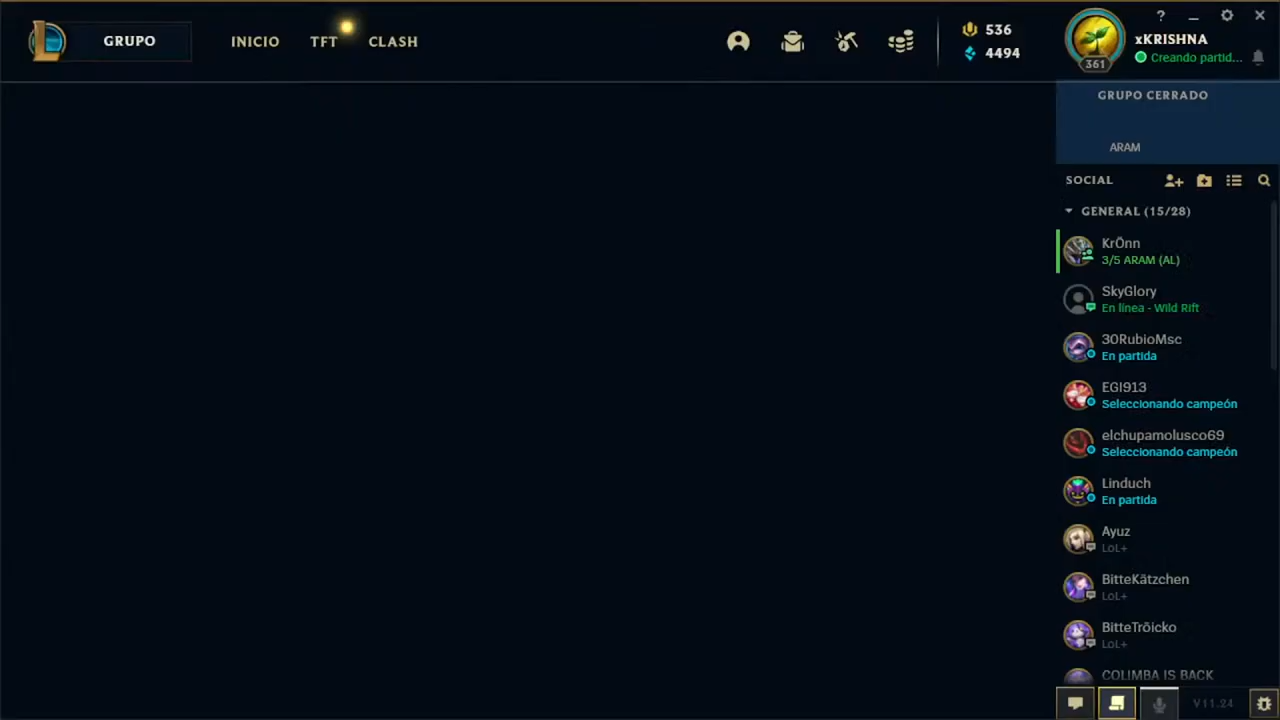 GRUPO
INICIO
TFT
CLASH
536
4494
361
?
xKRISHNA
Creando partid...
GRUPO CERRADO
ARAM
SOCIAL
GENERAL (15/28)
KrÖnn
3/5 ARAM (AL)
SkyGlory
En línea - Wild Rift
30RubioMsc
En partida
EGI913
Seleccionando campeón
elchupamolusco69
Seleccionando campeón
Linduch
En partida
Ayuz
LoL+
BitteKätzchen
LoL+
BitteTröicko
LoL+
COLIMBA IS BACK
V11.24